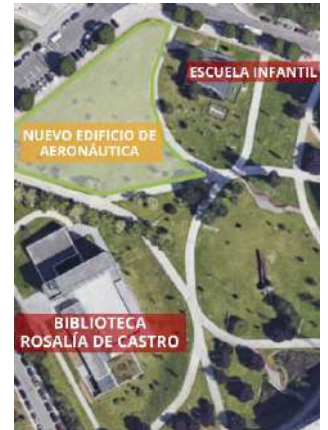 ESCUELA INFANTIL
NUEVO EDIFICIO DE
AERONÁUTICA
BIBLIOTECA
ROSALÍA DE CASTRO